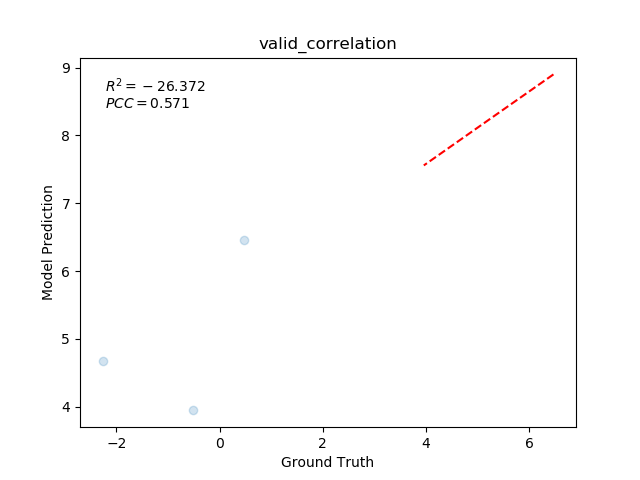 valid_correlation
R² = −26.372
PCC = 0.571
9
8
7
6
5
4
Model Prediction
−2 0 2 4 6
Ground Truth